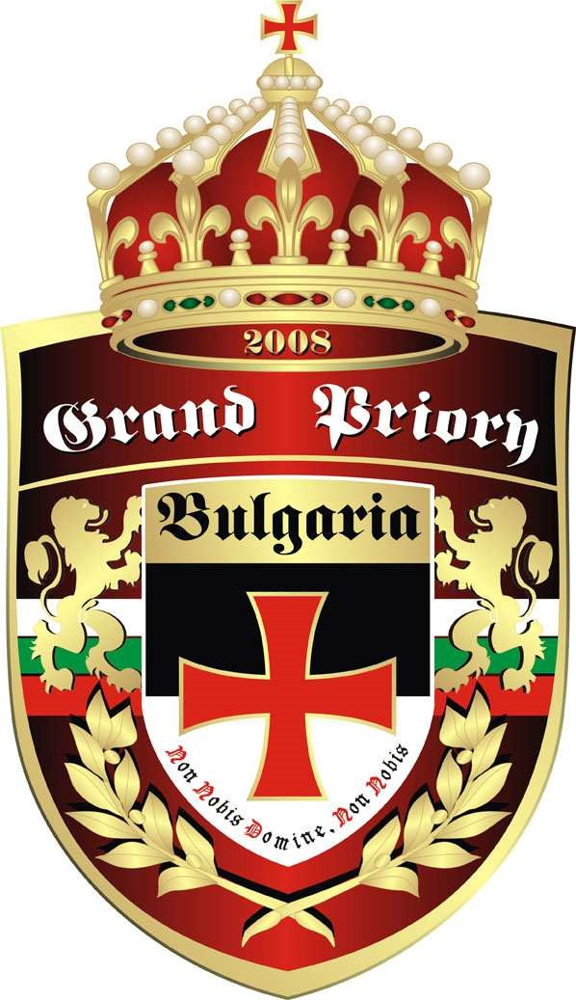 2008
Grand Priory
Bulgaria
Non Nobis Domine, Non Nobis